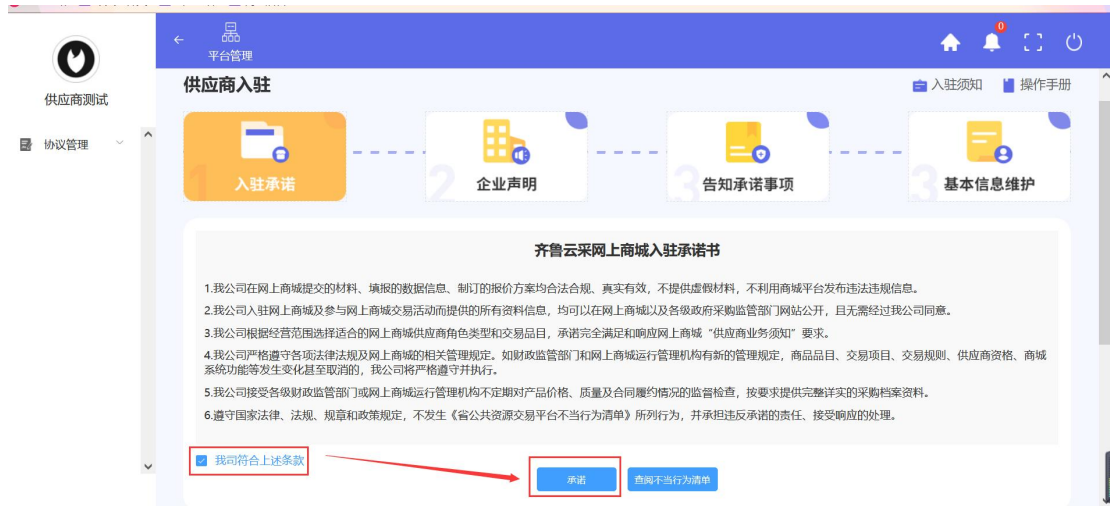 平台管理
0
供应商测试
协议管理
供应商入驻
入驻须知
操作手册
1 入驻承诺
2 企业声明
3 告知承诺事项
3 基本信息维护
齐鲁云采网上商城入驻承诺书
1.我公司在网上商城提交的材料、填报的数据信息、制订的报价方案均合法合规、真实有效，不提供虚假材料，不利用商城平台发布违法违规信息。
2.我公司入驻网上商城及参与网上商城交易活动而提供的所有资料信息，均可以在网上商城以及各级政府采购监管部门网站公开，且无需经过我公司同意。
3.我公司根据经营范围选择适合的网上商城供应商角色类型和交易品目，承诺完全满足和响应网上商城“供应商业务须知”要求。
4.我公司严格遵守各项法律法规及网上商城的相关管理规定。如财政监管部门和网上商城运行管理机构有新的管理规定，商品品目、交易项目、交易规则、供应商资格、商城
系统功能等发生变化甚至取消的，我公司将严格遵守并执行。
5.我公司接受各级财政监管部门或网上商城运行管理机构不定期对产品价格、质量及合同履约情况的监督检查，按要求提供完整详实的采购档案资料。
6.遵守国家法律、法规、规章和政策规定，不发生《省公共资源交易平台不当行为清单》所列行为，并承担违反承诺的责任、接受响应的处理。
我司符合上述条款
承诺
查阅不当行为清单